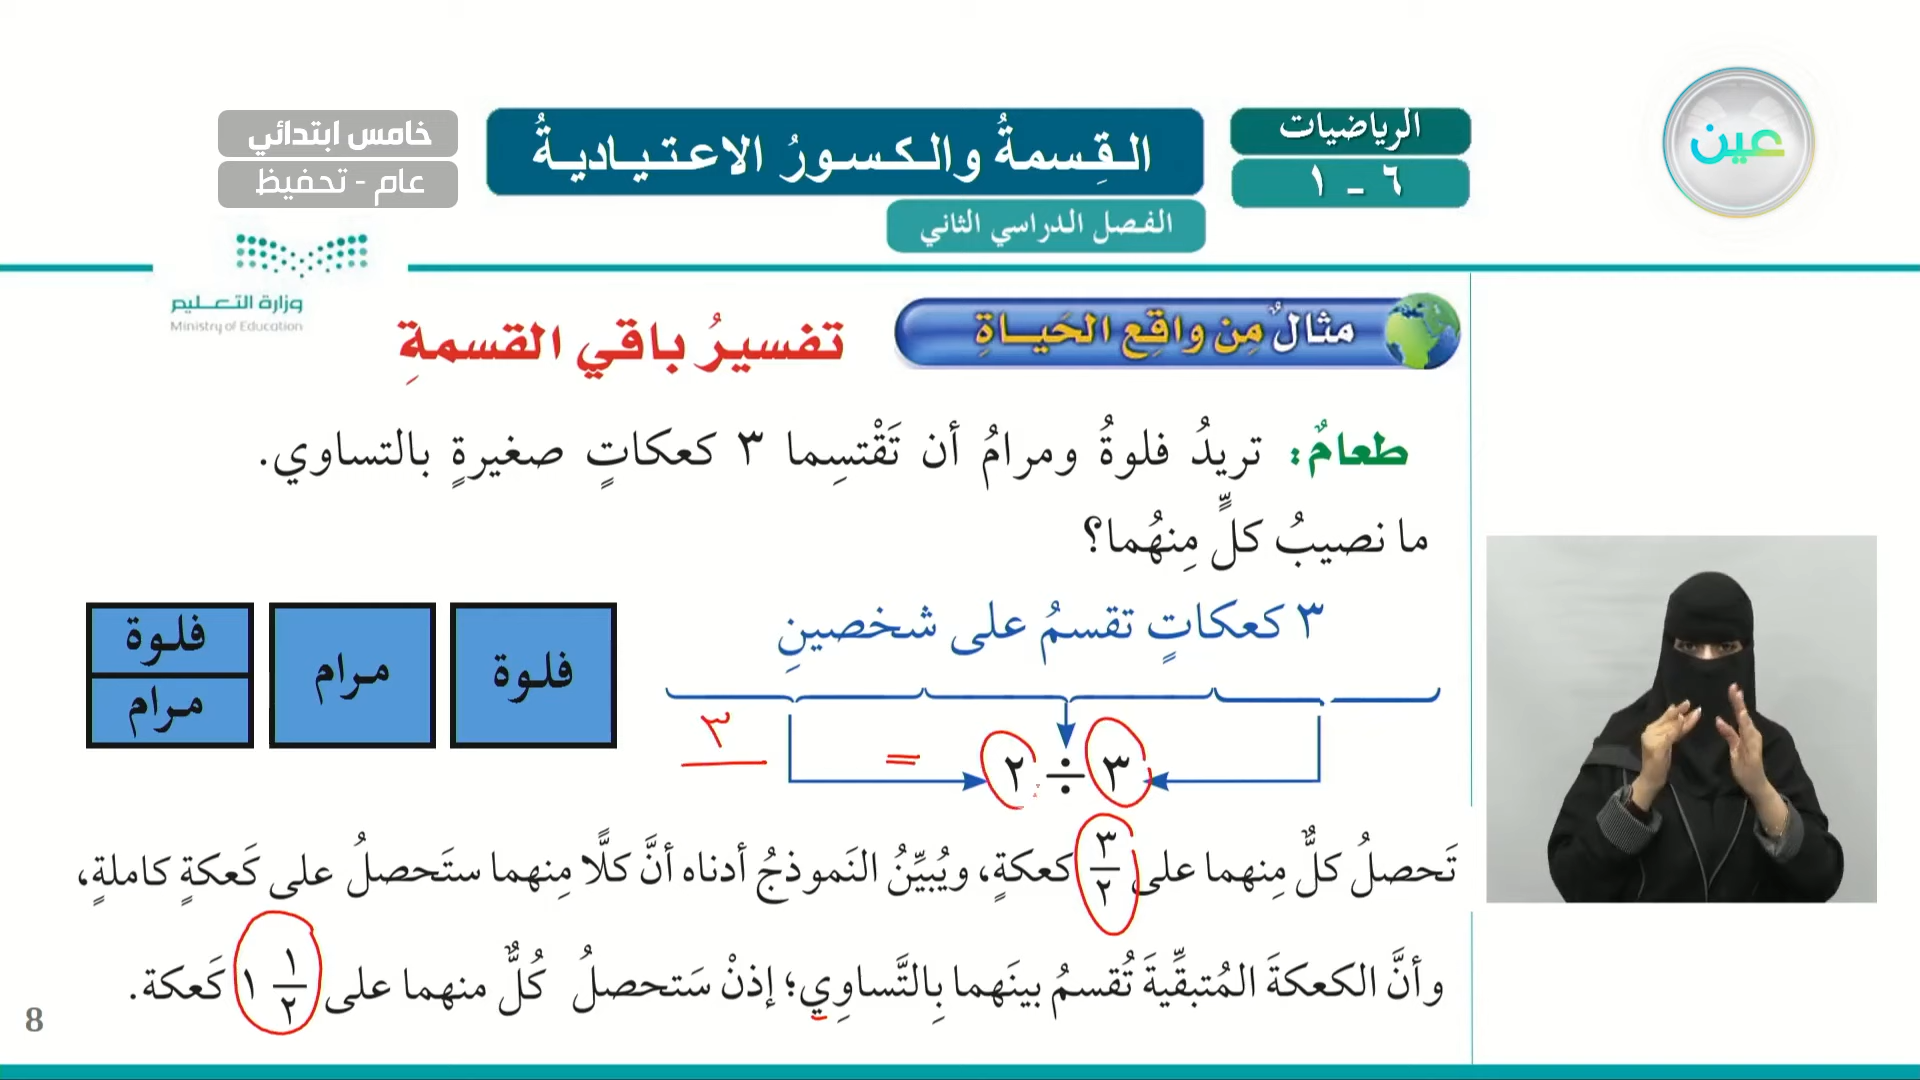 عين
الرياضيات
٦ - ١
القِسمةُ والكسورُ الاعتياديةُ
الفصل الدراسي الثاني
خامس ابتدائي
عام - تحفيظ
وزارة التعليم
Ministry of Education
مثالٌ مِن واقِعِ الحَياةِ
تفسيرُ باقي القسمةِ
طعامٌ: تريدُ فلوةُ ومرامُ أن تَقْتسِما ٣ كعكاتٍ صغيرةٍ بالتساوي.
ما نصيبُ كلٍّ مِنهُما؟
٣ كعكاتٍ تقسمُ على شخصينِ
فلوة
مرام
فلوة
مرام
٣ ÷ ٢ = ٣
تَحصلُ كلٌّ مِنهما على ٣/٢ كعكةٍ، ويُبيِّنُ النَموذجُ أدناه أنَّ كلًّا مِنهما ستَحصلُ على كَعكةٍ كاملةٍ،
وأنَّ الكعكةَ المُتبقِّيةَ تُقسمُ بينَهما بِالتَّساوِي؛ إذنْ سَتحصلُ كُلٌّ منهما على ١ ١/٢ كَعكة.
8